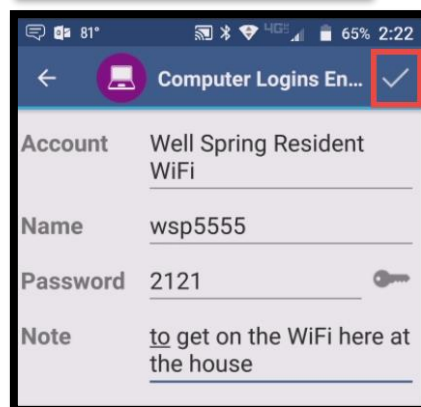 81° 4G 65% 2:22
Computer Logins En...
Account Well Spring Resident
WiFi
Name wsp5555
Password 2121
Note to get on the WiFi here at
the house